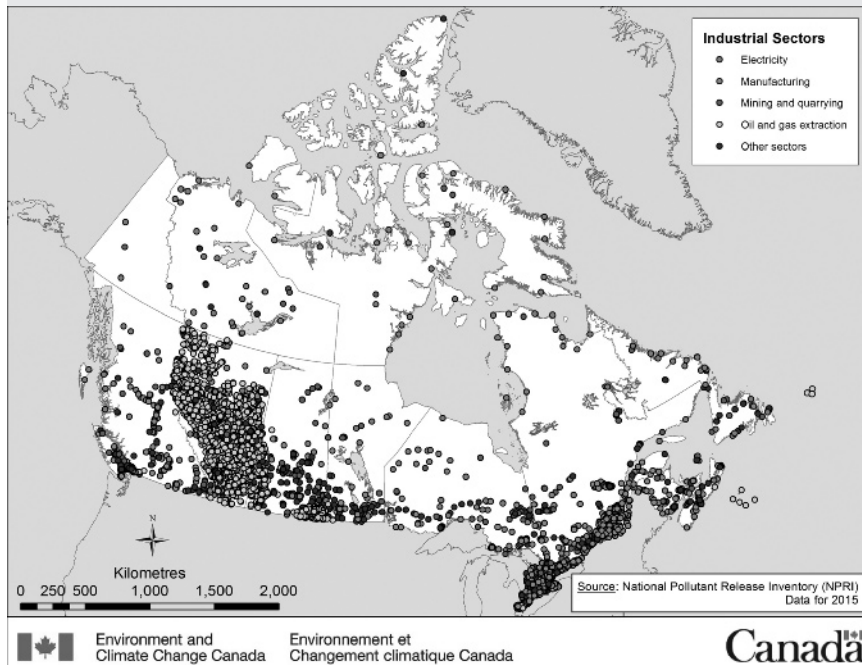 Industrial Sectors
Electricity
Manufacturing
Mining and quarrying
Oil and gas extraction
Other sectors
N
Kilometres
0 250 500 1,000 1,500 2,000
Source: National Pollutant Release Inventory (NPRI)
Data for 2015
Environment and
Climate Change Canada
Environnement et
Changement climatique Canada
Canada